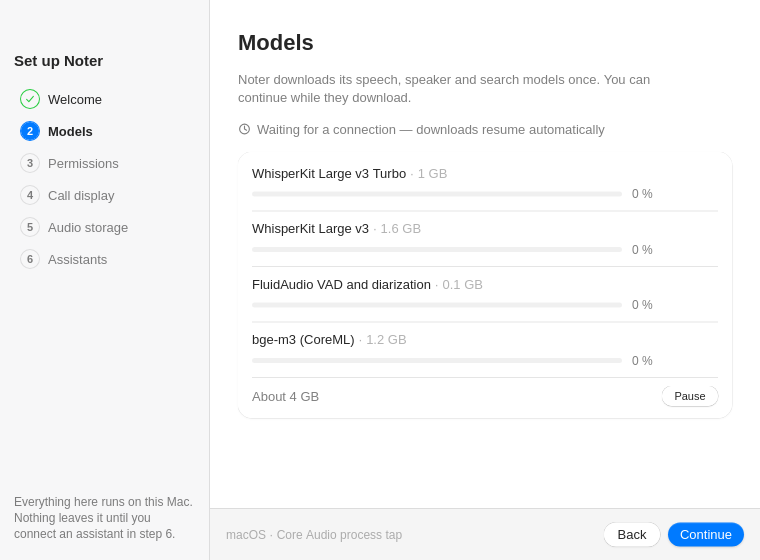 Set up Noter
Welcome
2 Models
3 Permissions
4 Call display
5 Audio storage
6 Assistants
Everything here runs on this Mac.
Nothing leaves it until you
connect an assistant in step 6.
Models
Noter downloads its speech, speaker and search models once. You can
continue while they download.
Waiting for a connection — downloads resume automatically
WhisperKit Large v3 Turbo · 1 GB
0 %
WhisperKit Large v3 · 1.6 GB
0 %
FluidAudio VAD and diarization · 0.1 GB
0 %
bge-m3 (CoreML) · 1.2 GB
0 %
About 4 GB Pause
macOS · Core Audio process tap Back Continue